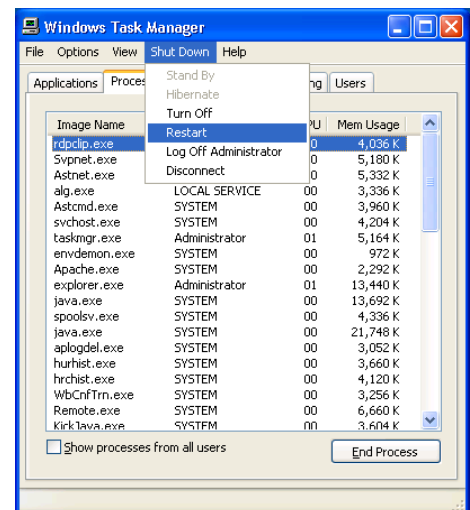 Windows Task Manager
File Options View Shut Down Help
Stand By
Hibernate
Turn Off
Restart
Log Off Administrator
Disconnect
Applications Proces ng Users
Image Name PU Mem Usage
rdpclip.exe 0 4,036 K
Svpnet.exe 0 5,180 K
Astnet.exe 0 5,332 K
alg.exe LOCAL SERVICE 00 3,336 K
Astcmd.exe SYSTEM 00 3,960 K
svchost.exe SYSTEM 00 4,204 K
taskmgr.exe Administrator 01 5,164 K
envdemon.exe SYSTEM 00 972 K
Apache.exe SYSTEM 00 2,292 K
explorer.exe Administrator 01 13,440 K
java.exe SYSTEM 00 13,692 K
spoolsv.exe SYSTEM 00 4,336 K
java.exe SYSTEM 00 21,748 K
aplogdel.exe SYSTEM 00 3,052 K
hurhist.exe SYSTEM 00 3,660 K
hrchist.exe SYSTEM 00 4,120 K
WbCnfTrn.exe SYSTEM 00 3,256 K
Remote.exe SYSTEM 00 6,660 K
KickJava.exe SYSTEM 00 3,604 K
Show processes from all users
End Process